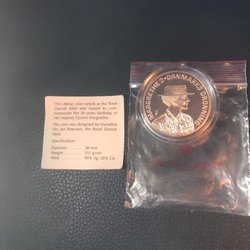 This 200-kr. coin struck at the Royal
Danish Mint was issued to com-
memorate the 50 years birthday of
Her Majesty Queen Margrethe.
The coin was designed by medallist
Mr. Jan Petersen, the Royal Danish
Mint.
Specification:
Diameter 38 mm
Weight 31.1 gram
Alloy 80% Ag/20% Cu
MARGRETHE 2 • DANMARKS DRONNING